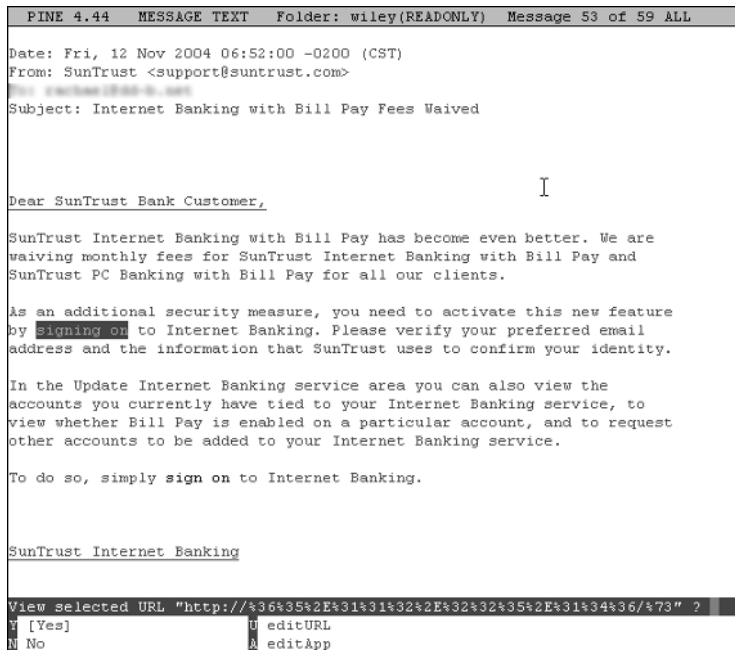 PINE 4.44 MESSAGE TEXT Folder: wiley(READONLY) Message 53 of 59 ALL
Date: Fri, 12 Nov 2004 06:52:00 -0200 (CST)
From: SunTrust <support@suntrust.com>
Subject: Internet Banking with Bill Pay Fees Waived
Dear SunTrust Bank Customer,
SunTrust Internet Banking with Bill Pay has become even better. We are
waiving monthly fees for SunTrust Internet Banking with Bill Pay and
SunTrust PC Banking with Bill Pay for all our clients.
As an additional security measure, you need to activate this new feature
by signing on to Internet Banking. Please verify your preferred email
address and the information that SunTrust uses to confirm your identity.
In the Update Internet Banking service area you can also view the
accounts you currently have tied to your Internet Banking service, to
view whether Bill Pay is enabled on a particular account, and to request
other accounts to be added to your Internet Banking service.
To do so, simply sign on to Internet Banking.
SunTrust Internet Banking
View selected URL "http://%36%35%2E%31%31%32%2E%32%32%35%2E%31%34%36/%73" ?
Y [Yes] U editURL
N No A editApp